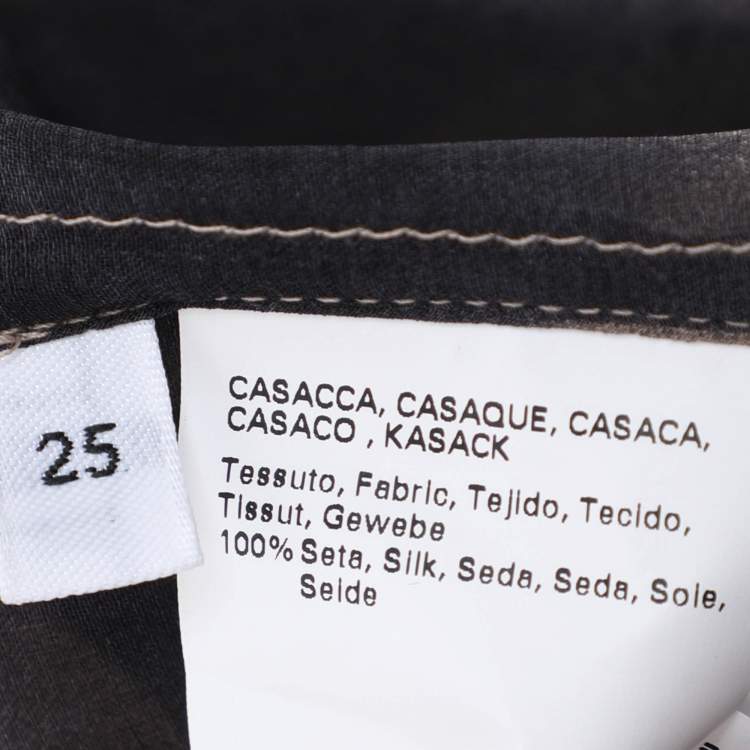 25
CASACCA, CASAQUE, CASACA,
CASACO , KASACK
Tessuto, Fabric, Tejido, Tecido,
Tissut, Gewebe
100% Seta, Silk, Seda, Seda, Soie,
Seide